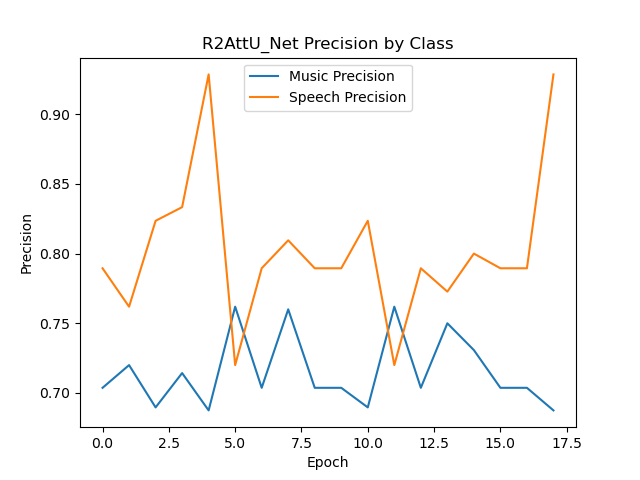 R2AttU_Net Precision by Class
Music Precision
Speech Precision
Precision
0.90
0.85
0.80
0.75
0.70
0.0 2.5 5.0 7.5 10.0 12.5 15.0 17.5
Epoch